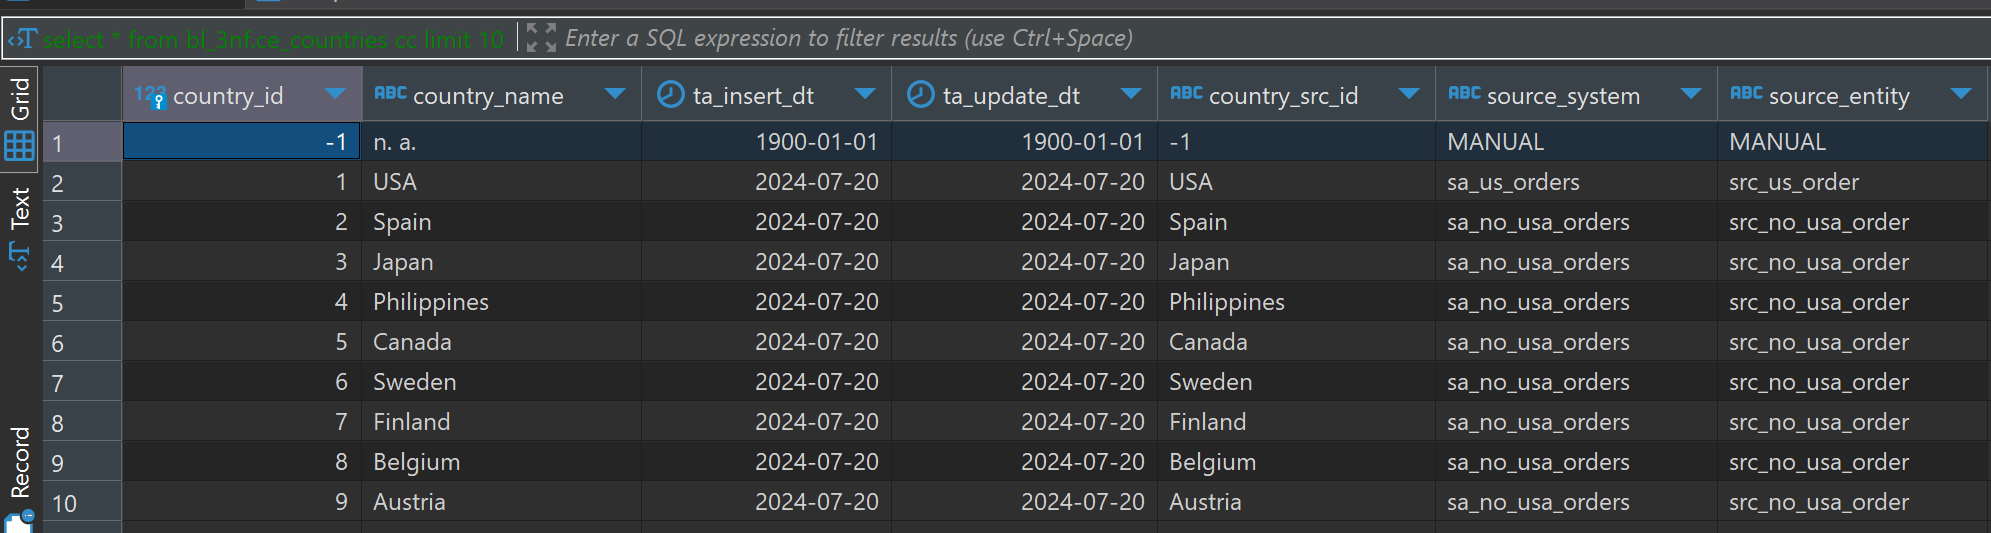 select * from bl_3nf.ce_countries cc limit 10 Enter a SQL expression to filter results (use Ctrl+Space)
Grid
Text
Record
123 country_id ABC country_name ta_insert_dt ta_update_dt ABC country_src_id ABC source_system ABC source_entity
1 -1 n. a. 1900-01-01 1900-01-01 -1 MANUAL MANUAL
2 1 USA 2024-07-20 2024-07-20 USA sa_us_orders src_us_order
3 2 Spain 2024-07-20 2024-07-20 Spain sa_no_usa_orders src_no_usa_order
4 3 Japan 2024-07-20 2024-07-20 Japan sa_no_usa_orders src_no_usa_order
5 4 Philippines 2024-07-20 2024-07-20 Philippines sa_no_usa_orders src_no_usa_order
6 5 Canada 2024-07-20 2024-07-20 Canada sa_no_usa_orders src_no_usa_order
7 6 Sweden 2024-07-20 2024-07-20 Sweden sa_no_usa_orders src_no_usa_order
8 7 Finland 2024-07-20 2024-07-20 Finland sa_no_usa_orders src_no_usa_order
9 8 Belgium 2024-07-20 2024-07-20 Belgium sa_no_usa_orders src_no_usa_order
10 9 Austria 2024-07-20 2024-07-20 Austria sa_no_usa_orders src_no_usa_order